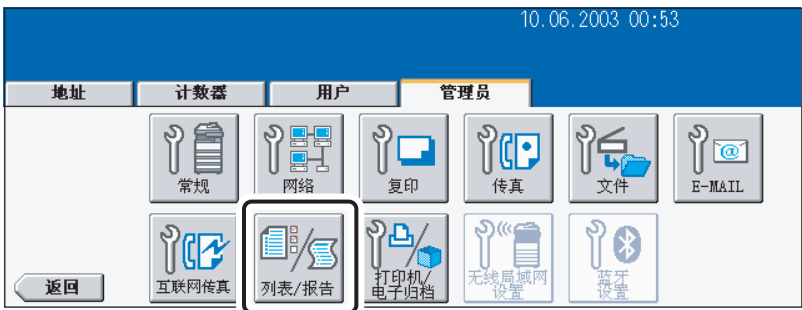 10.06.2003 00:53
地址 计数器 用户 管理员
常规 网络 复印 传真 文件 E-MAIL
互联网传真 列表/报告 打印机/
电子归档 无线局域网
设置 蓝牙
设置
返回